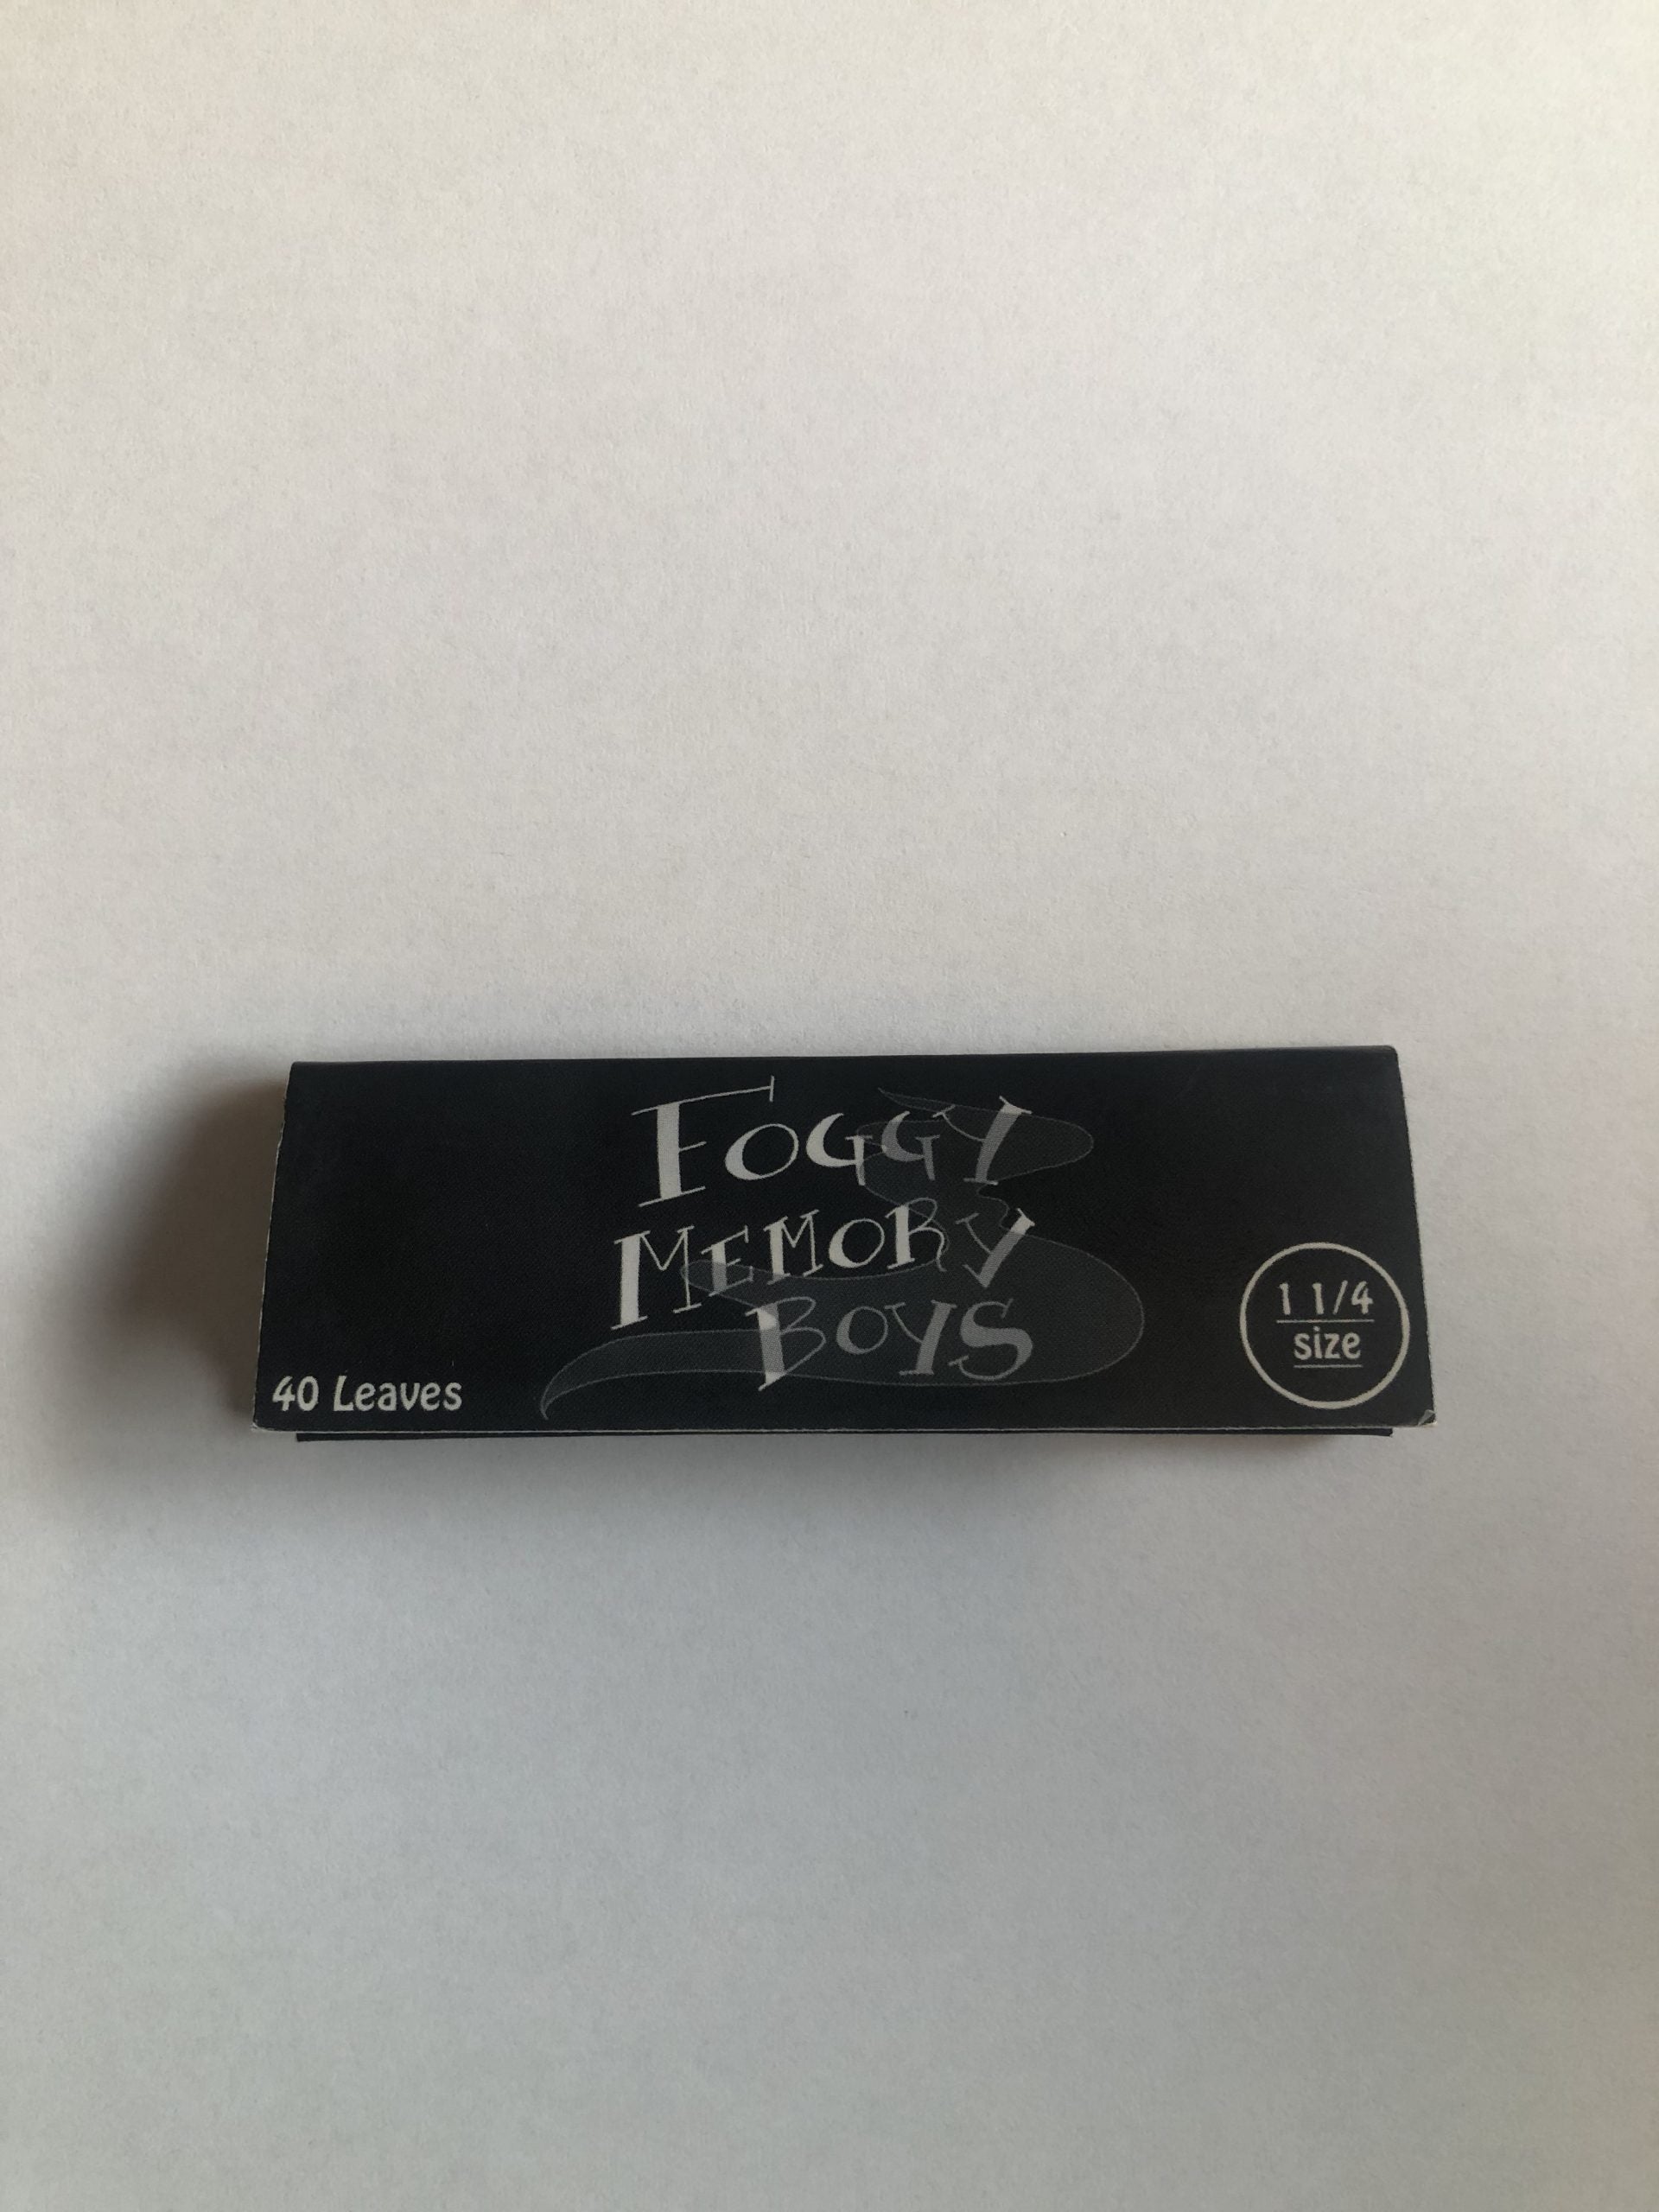 FOGGY
MEMORY
BOYS
40 Leaves
1 1/4
size